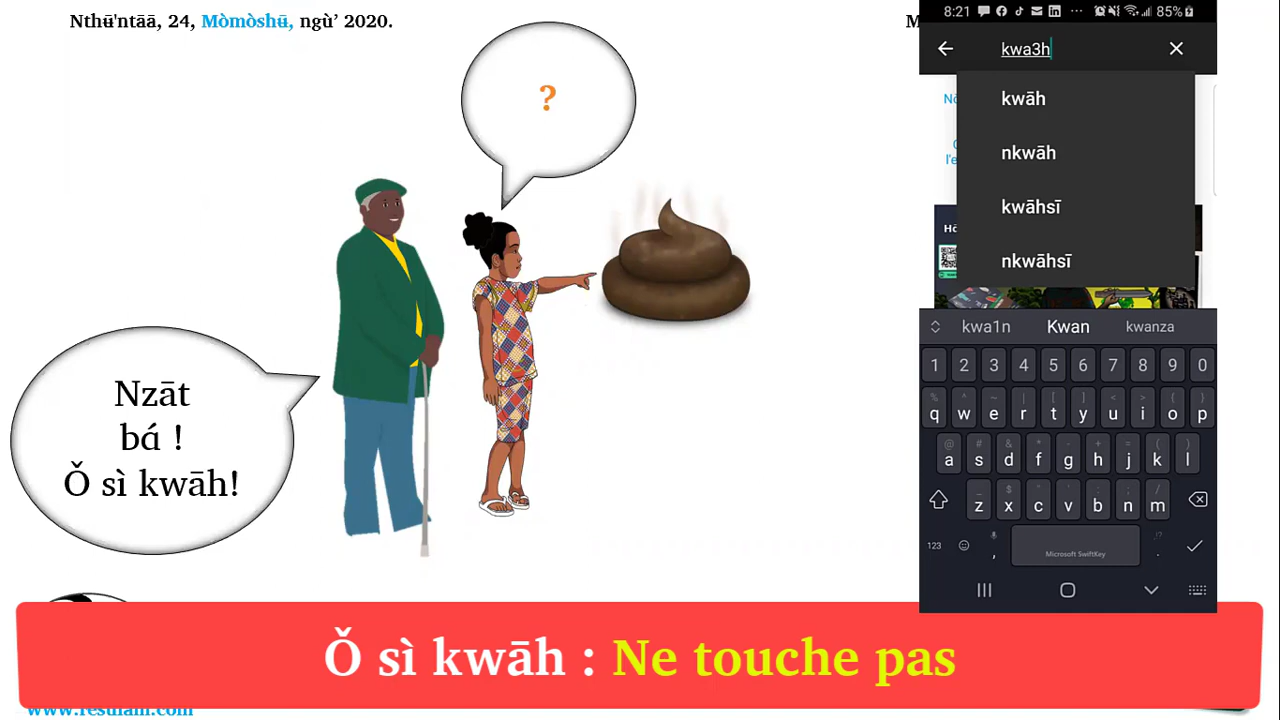 Nthʉ̄'ntāā, 24, Mòmòshʉ̄, ngù’ 2020.
M
?
Nzāt
bá !
Ǒ sì kwāh!
8:21
85%
kwa3h
kwāh
nkwāh
kwāhsī
nkwāhsī
kwa1n Kwan kwanza
1 2 3 4 5 6 7 8 9 0
q w e r t y u i o p
a s d f g h j k l
z x c v b n m
123 , Microsoft SwiftKey .
Ǒ sì kwāh : Ne touche pas
www.resulam.com